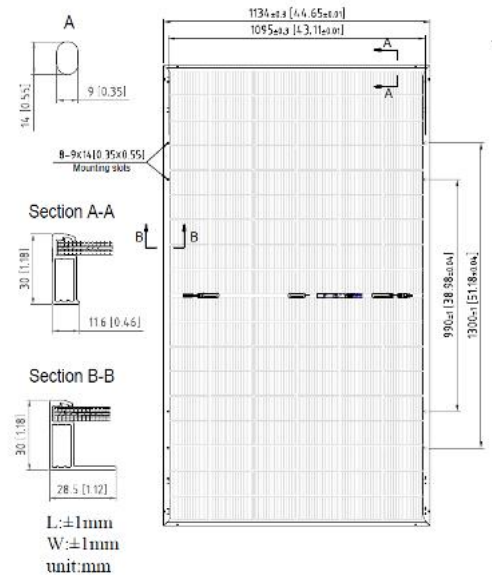 1134±0.3 [44.65±0.01]
1095±0.3 [43.11±0.01]
A
A
A
14 [0.55]
9 [0.35]
8-9X14[0.35X0.55]
Mounting slots
Section A-A
30 [1.18]
11.6 [0.46]
B
B
990±1 [38.98±0.04]
1300±1 [51.18±0.04]
Section B-B
30 [1.18]
28.5 [1.12]
L:±1mm
W:±1mm
unit:mm